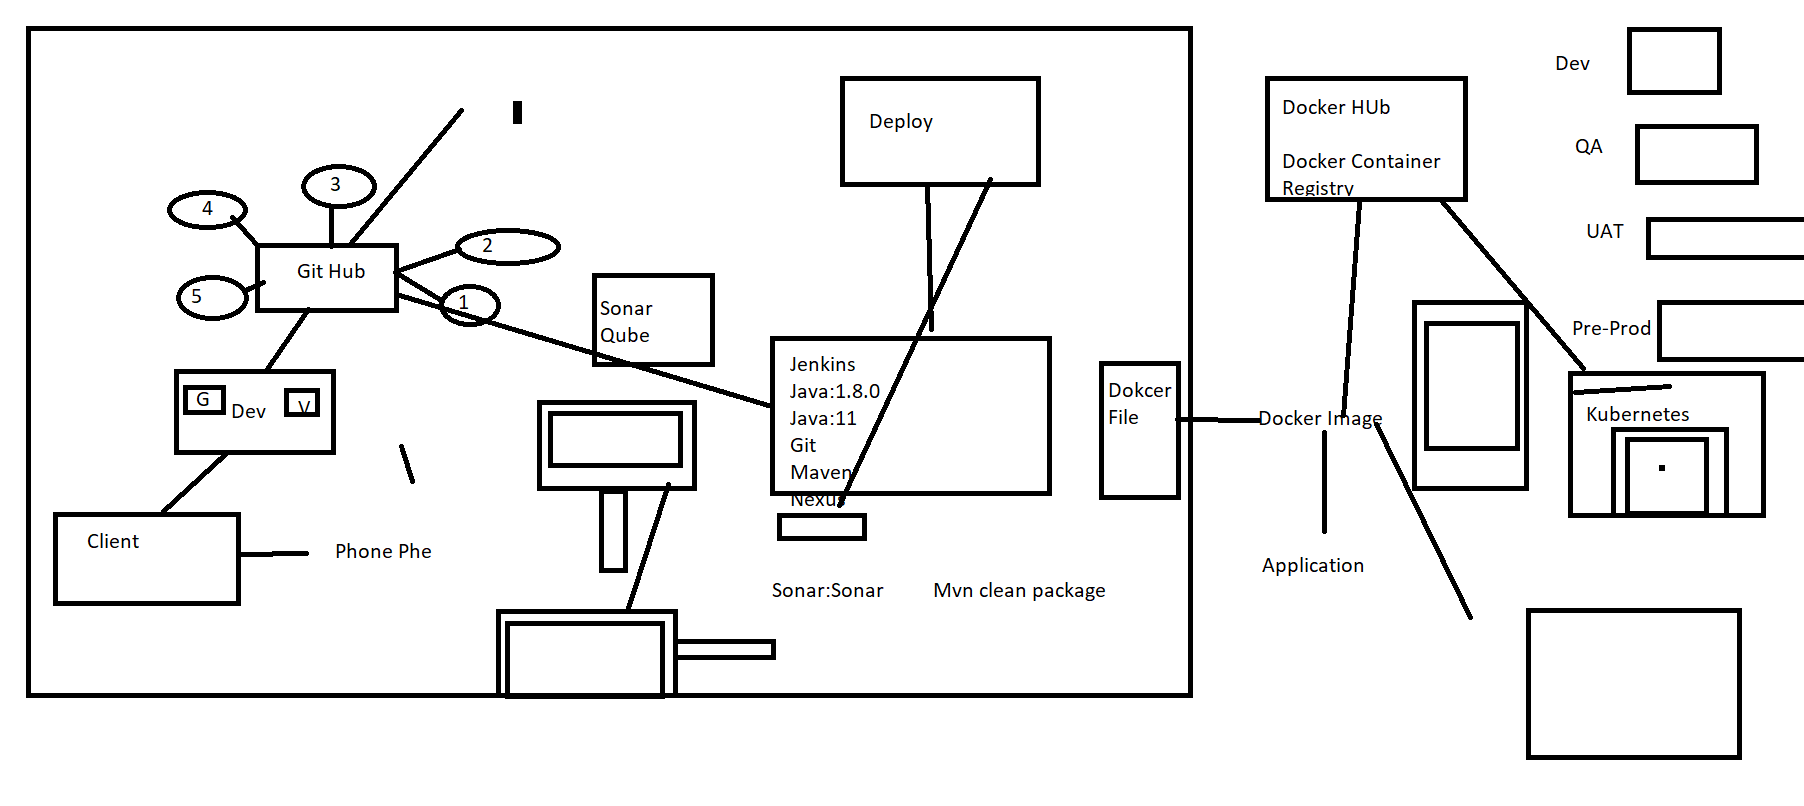 Dev
Deploy
Docker HUb
QA
Docker Container
Registry
3
4
UAT
2
Git Hub
5
1
Sonar
Qube
Pre-Prod
Jenkins
Java:1.8.0
Java:11
Git
Maven
Nexus
G
Dev
V
Dokcer
File
Docker Image
Kubernetes
Client
Phone Phe
Application
Sonar:Sonar
Mvn clean package